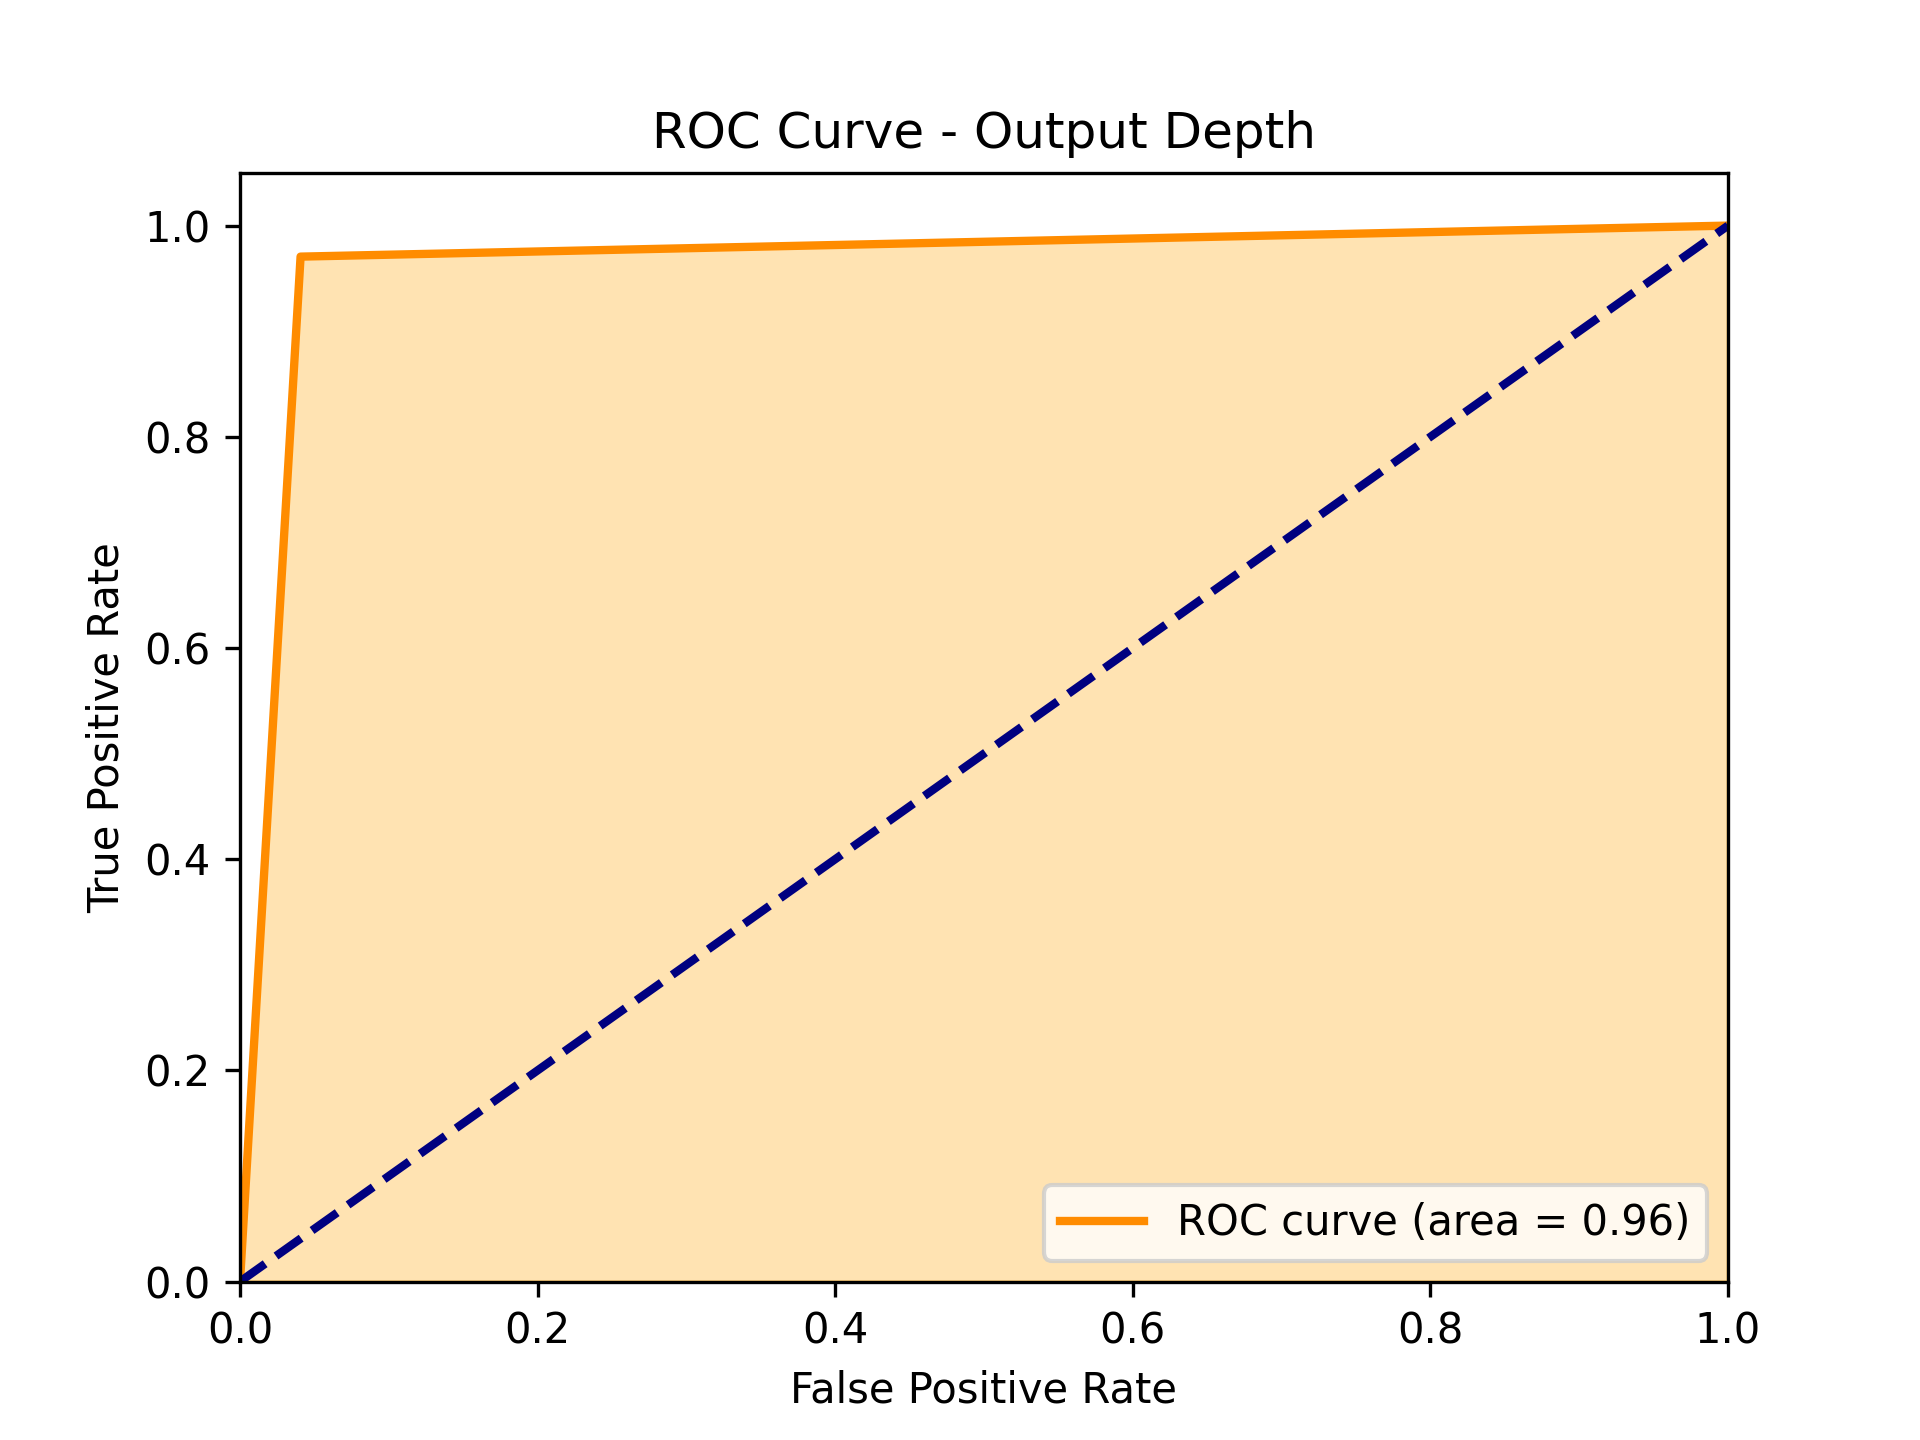 ROC Curve - Output Depth
True Positive Rate
1.0
0.8
0.6
0.4
0.2
0.0
ROC curve (area = 0.96)
0.0 0.2 0.4 0.6 0.8 1.0
False Positive Rate